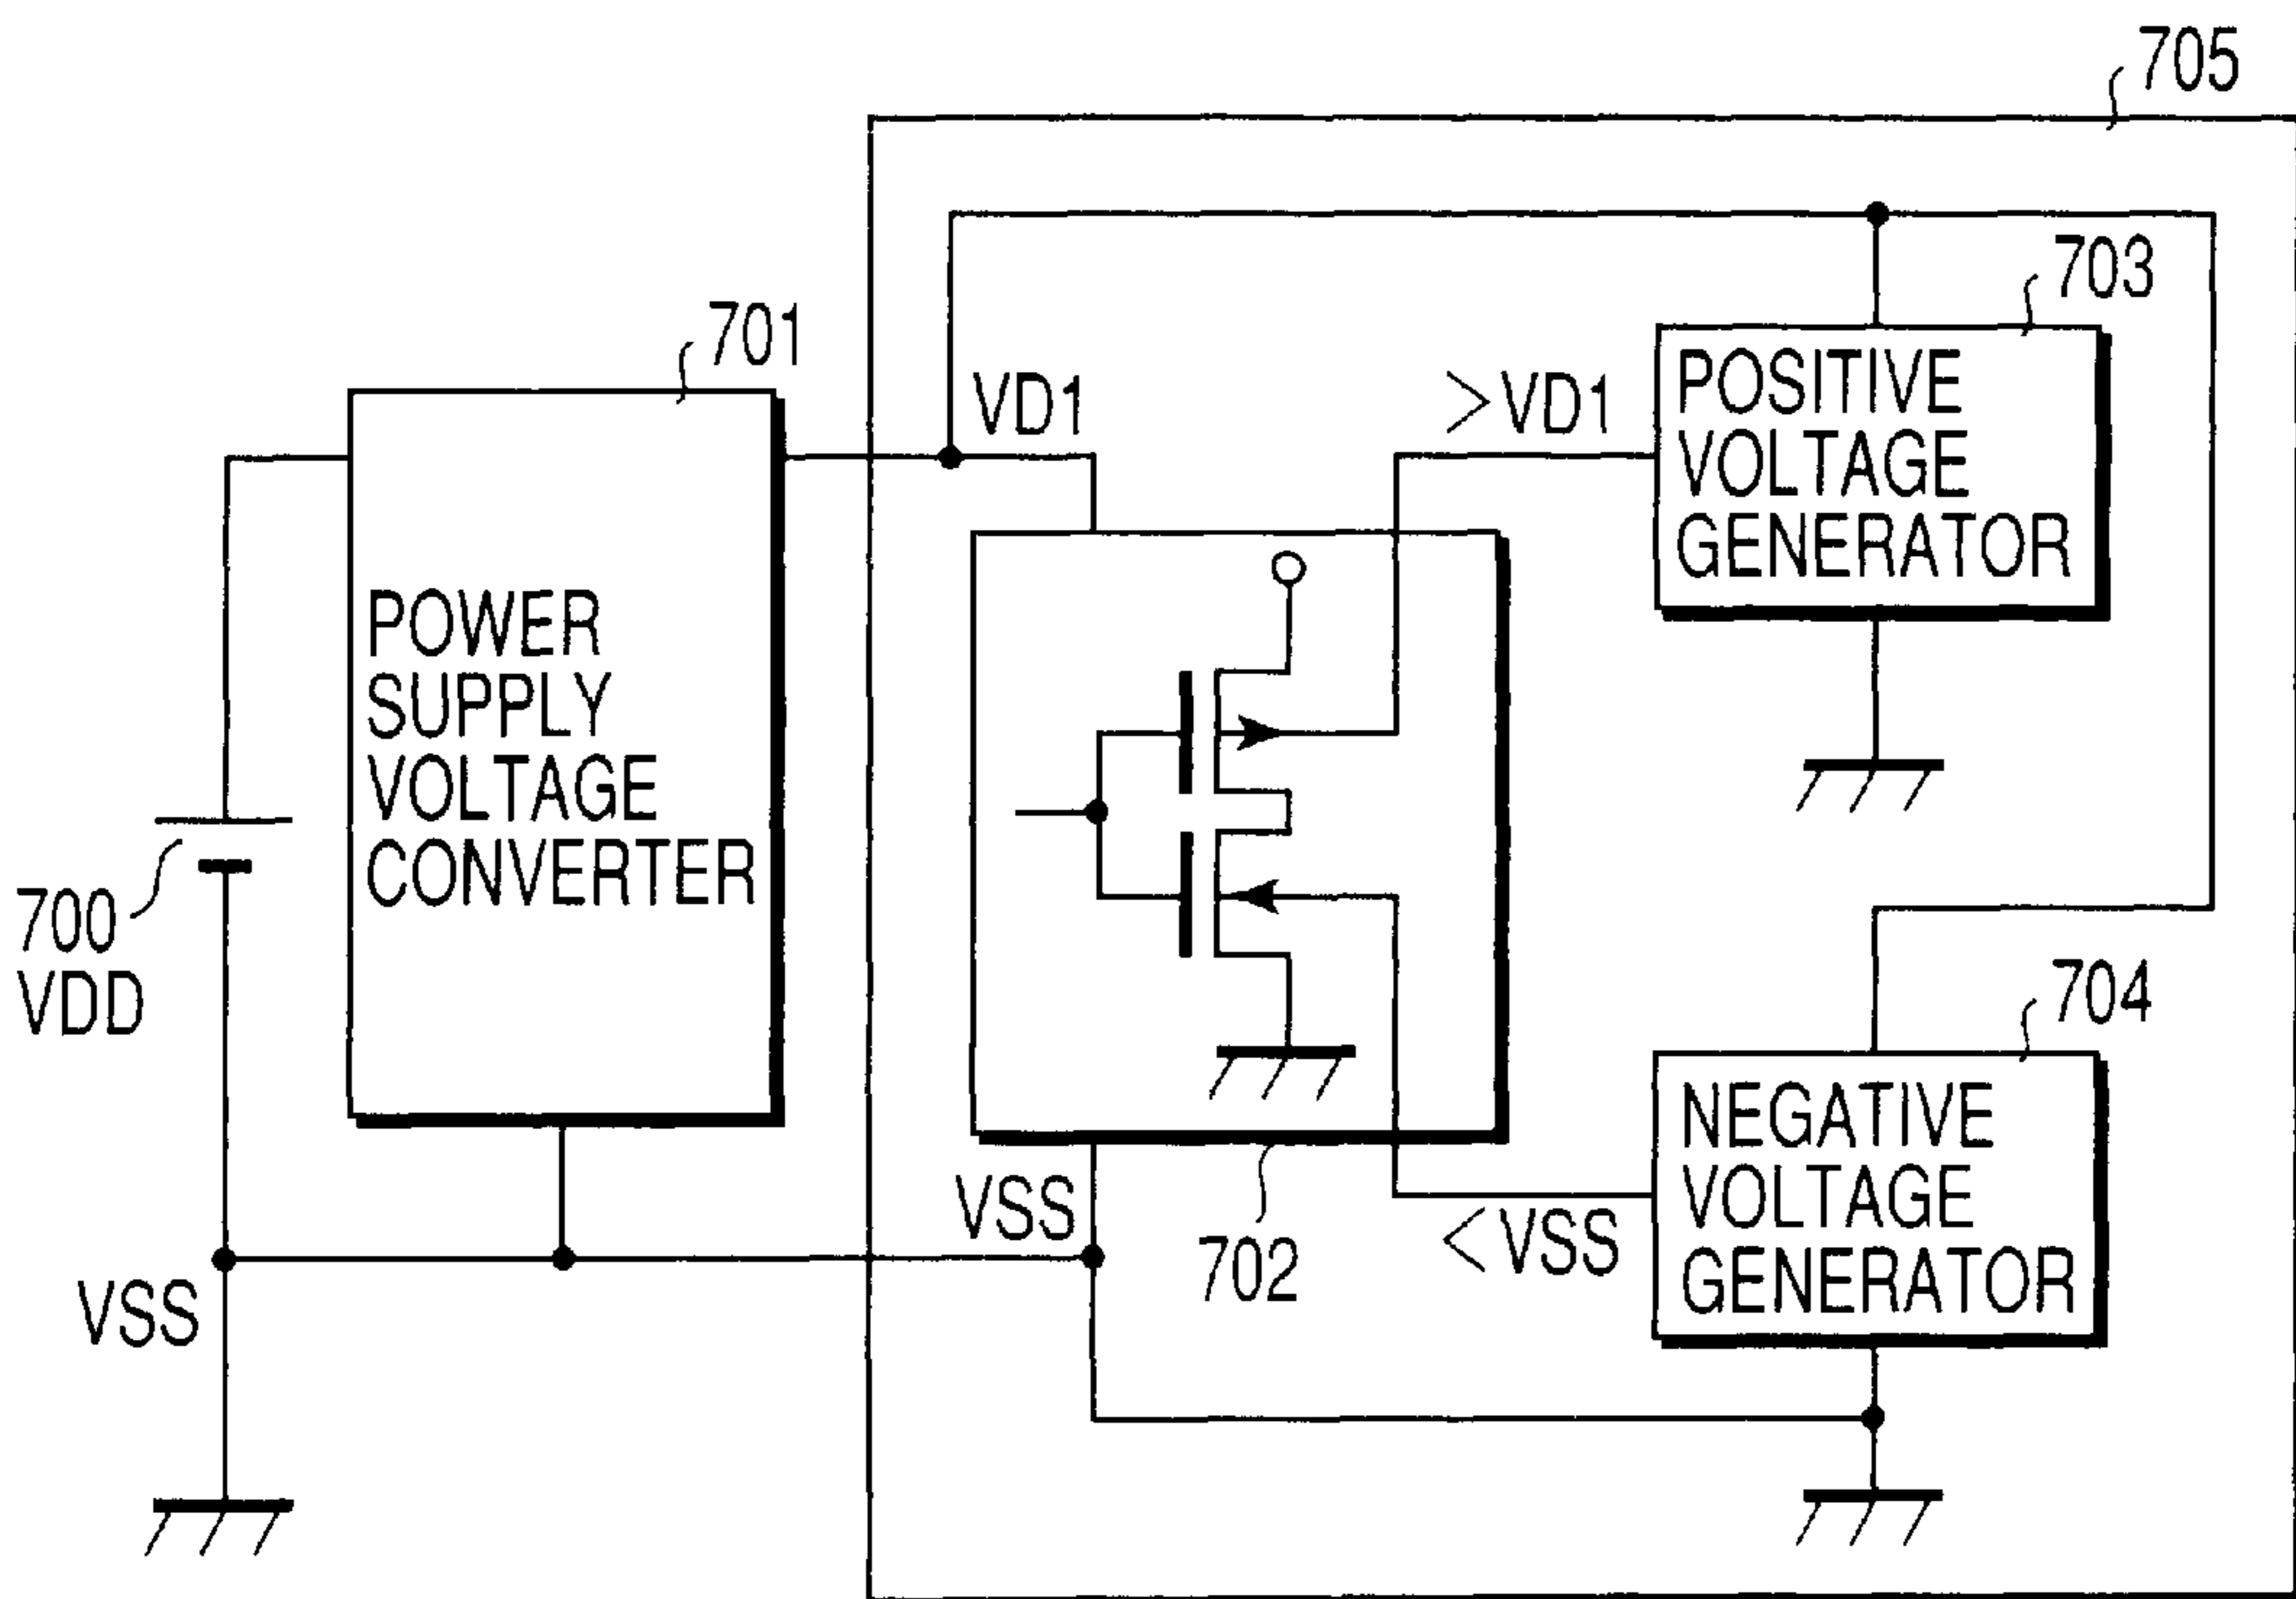 705
703
701
VD1
>VD1
POSITIVE
VOLTAGE
GENERATOR
POWER
SUPPLY
VOLTAGE
CONVERTER
700
VDD
704
NEGATIVE
VOLTAGE
GENERATOR
VSS
<VSS
702
VSS